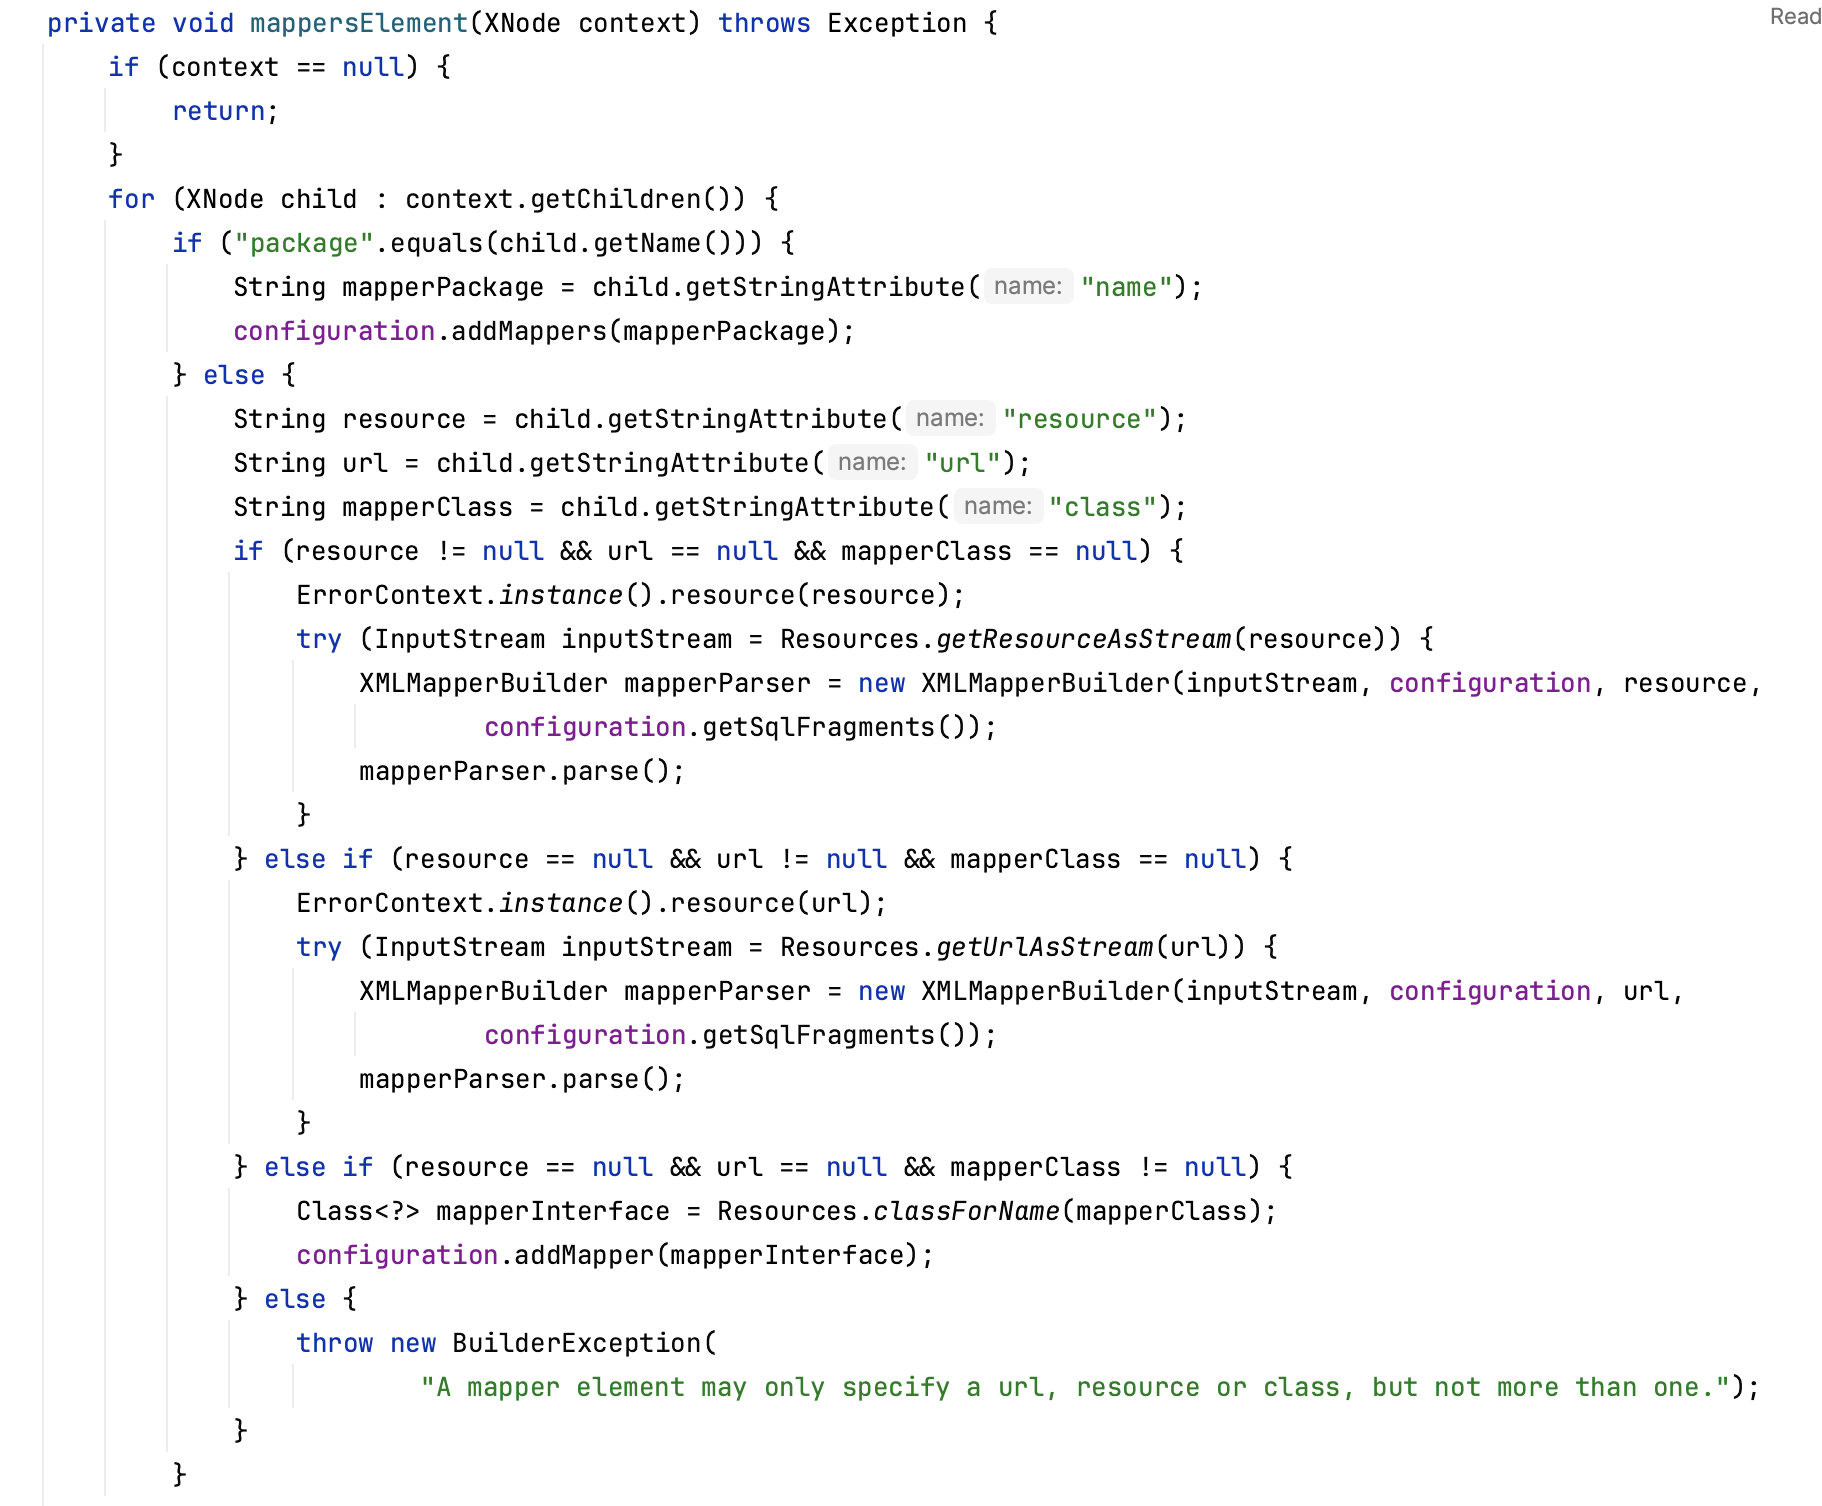 private void mappersElement(XNode context) throws Exception {
Read
if (context == null) {
return;
}
for (XNode child : context.getChildren()) {
if ("package".equals(child.getName())) {
String mapperPackage = child.getStringAttribute( name: "name");
configuration.addMappers(mapperPackage);
} else {
String resource = child.getStringAttribute( name: "resource");
String url = child.getStringAttribute( name: "url");
String mapperClass = child.getStringAttribute( name: "class");
if (resource != null && url == null && mapperClass == null) {
ErrorContext.instance().resource(resource);
try (InputStream inputStream = Resources.getResourceAsStream(resource)) {
XMLMapperBuilder mapperParser = new XMLMapperBuilder(inputStream, configuration, resource,
configuration.getSqlFragments());
mapperParser.parse();
}
} else if (resource == null && url != null && mapperClass == null) {
ErrorContext.instance().resource(url);
try (InputStream inputStream = Resources.getUrlAsStream(url)) {
XMLMapperBuilder mapperParser = new XMLMapperBuilder(inputStream, configuration, url,
configuration.getSqlFragments());
mapperParser.parse();
}
} else if (resource == null && url == null && mapperClass != null) {
Class<?> mapperInterface = Resources.classForName(mapperClass);
configuration.addMapper(mapperInterface);
} else {
throw new BuilderException(
"A mapper element may only specify a url, resource or class, but not more than one.");
}
}